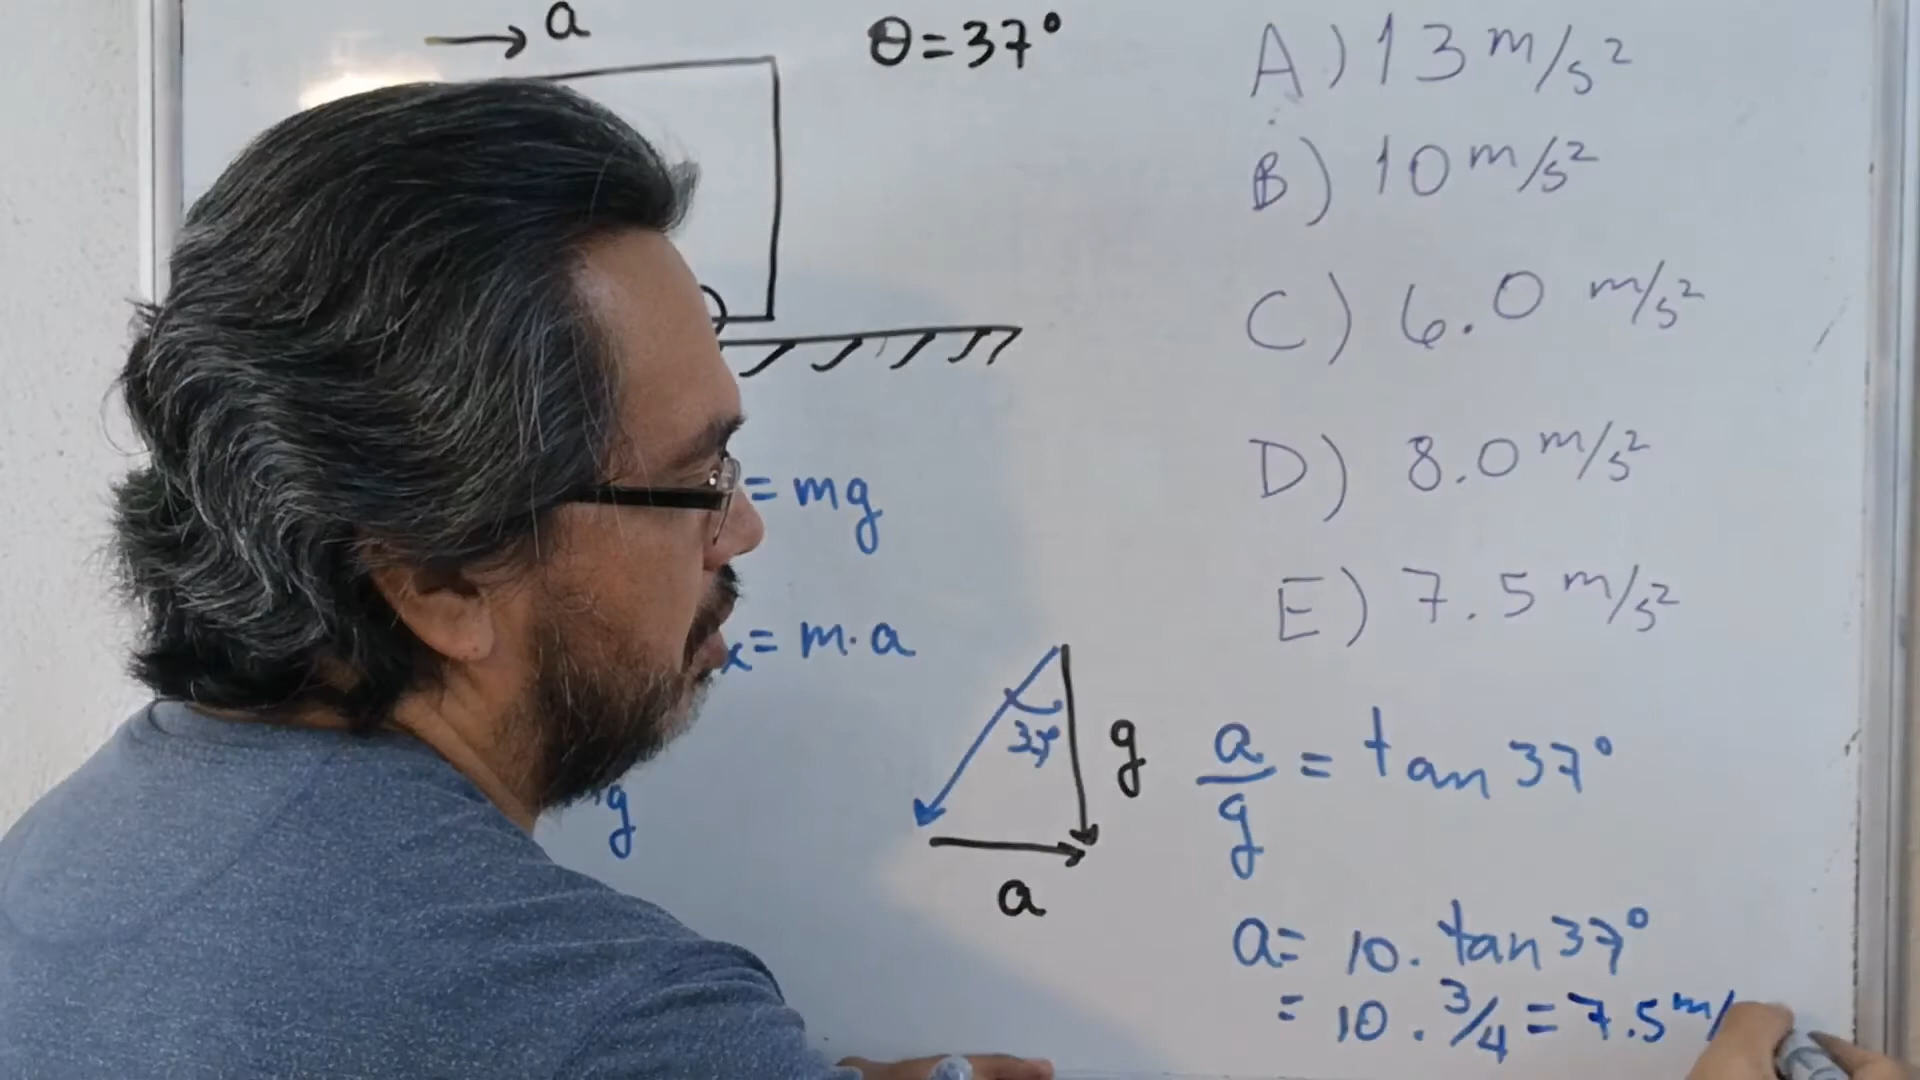 a
θ = 37°
A) 13 m/s²
B) 10 m/s²
C) 6.0 m/s²
D) 8.0 m/s²
E) 7.5 m/s²
= mg
x = m·a
g
37°
g
a
a/g = tan 37°
a = 10. tan 37°
= 10 . 3/4 = 7.5 m/